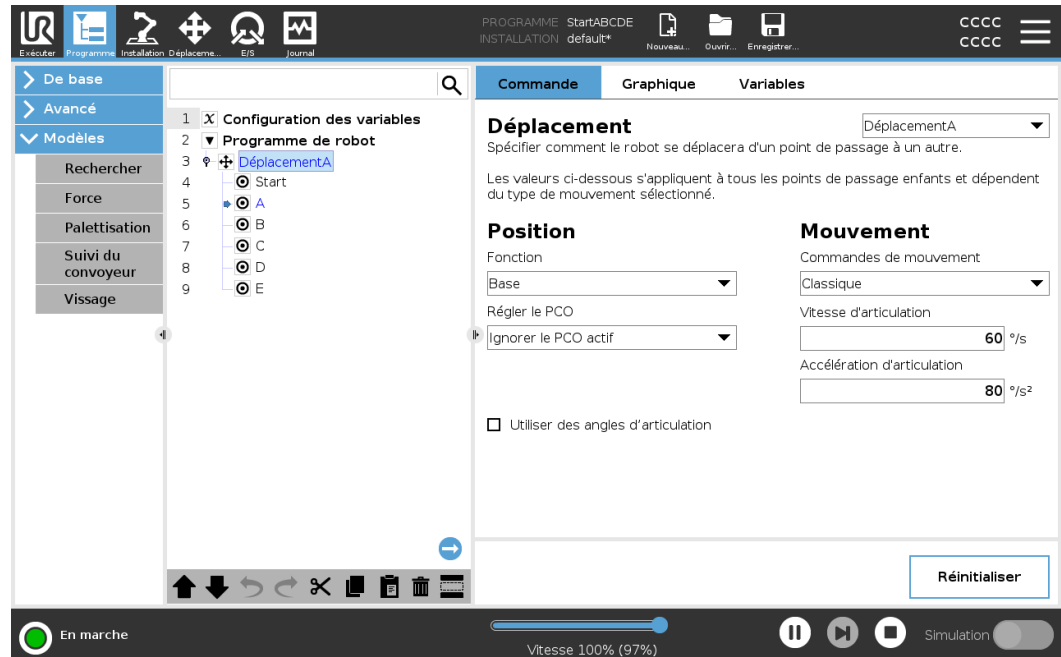 UR
PROGRAMME StartABCDE
INSTALLATION default*
Exécuter
Programme
Installation
Déplaceme...
E/S
Journal
Nouveau...
Ouvrir...
Enregistrer...
CCCC
CCCC
De base
Avancé
Modèles
Rechercher
Force
Palettisation
Suivi du
convoyeur
Vissage
1 X Configuration des variables
2 Programme de robot
3 DéplacementA
4 Start
5 A
6 B
7 C
8 D
9 E
Commande Graphique Variables
Déplacement
DéplacementA
Spécifier comment le robot se déplacera d'un point de passage à un autre.
Les valeurs ci-dessous s'appliquent à tous les points de passage enfants et dépendent
du type de mouvement sélectionné.
Position
Fonction
Base
Régler le PCO
Ignorer le PCO actif
Mouvement
Commandes de mouvement
Classique
Vitesse d'articulation
60 °/s
Accélération d'articulation
80 °/s²
Utiliser des angles d’articulation
Réinitialiser
En marche
Vitesse 100% (97%)
Simulation